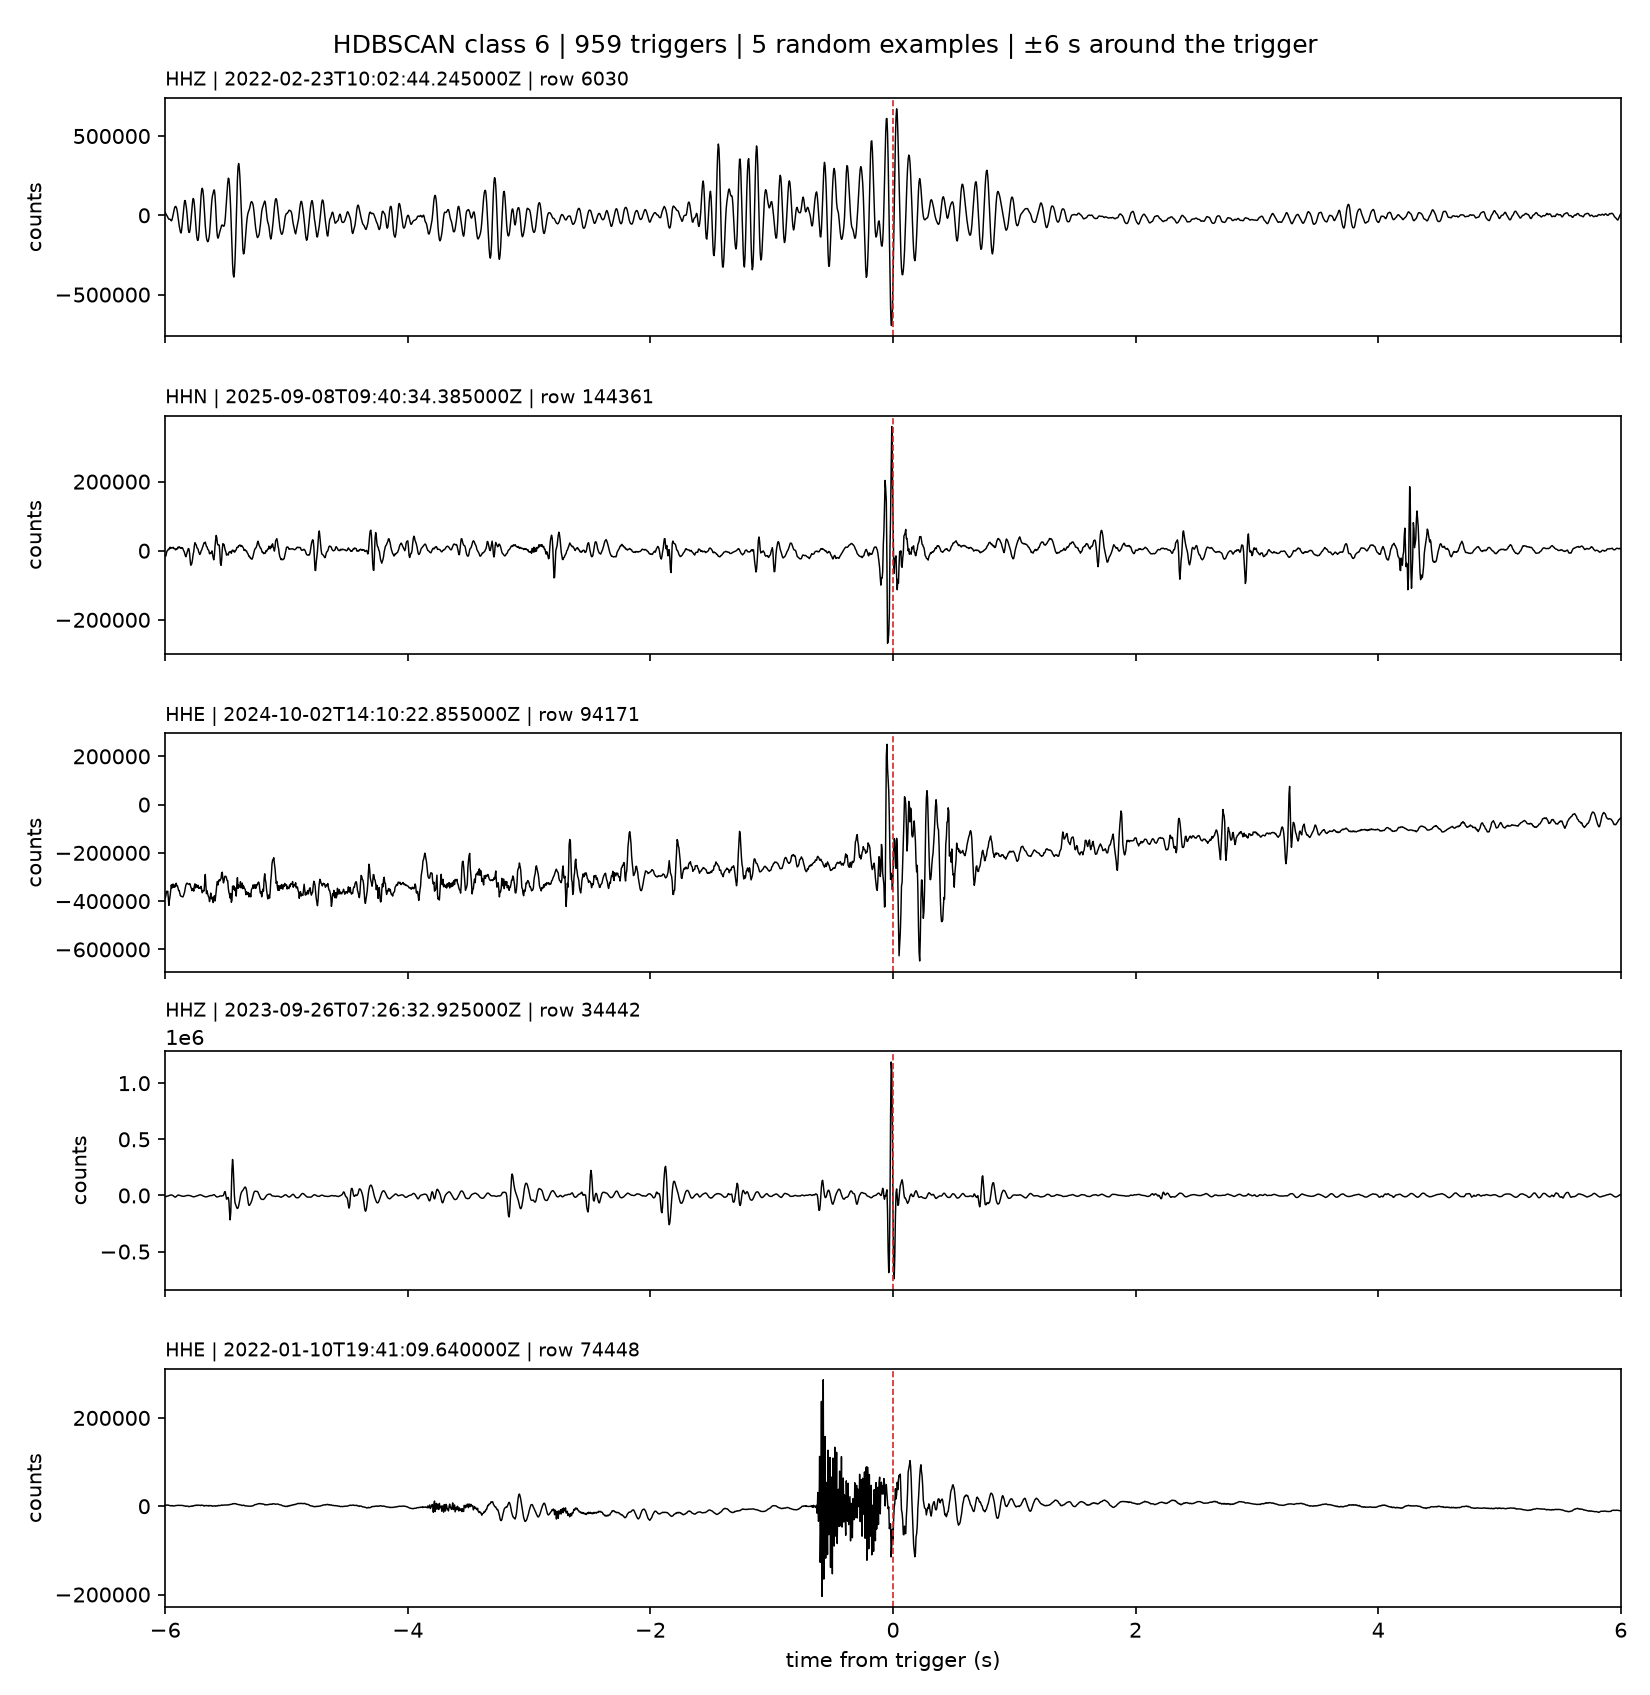 HDBSCAN class 6 | 959 triggers | 5 random examples | ±6 s around the trigger
HHZ | 2022-02-23T10:02:44.245000Z | row 6030
500000
0
−500000
counts
HHN | 2025-09-08T09:40:34.385000Z | row 144361
200000
0
−200000
counts
HHE | 2024-10-02T14:10:22.855000Z | row 94171
200000
0
−200000
−400000
−600000
counts
HHZ | 2023-09-26T07:26:32.925000Z | row 34442
1e6
1.0
0.5
0.0
−0.5
counts
HHE | 2022-01-10T19:41:09.640000Z | row 74448
200000
0
−200000
counts
−6 −4 −2 0 2 4 6
time from trigger (s)